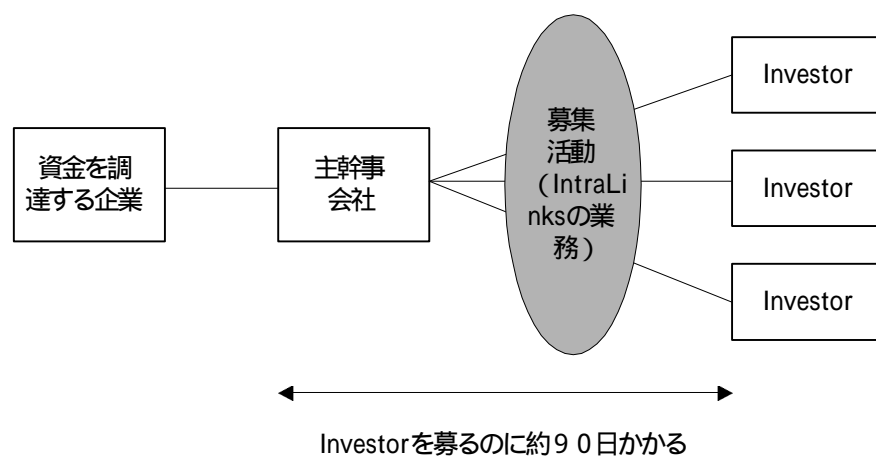 資金を調
達する企業
主幹事
会社
募集
活動
（IntraLi
nksの業
務）
Investor
Investor
Investor
Investorを募るのに約９０日かかる